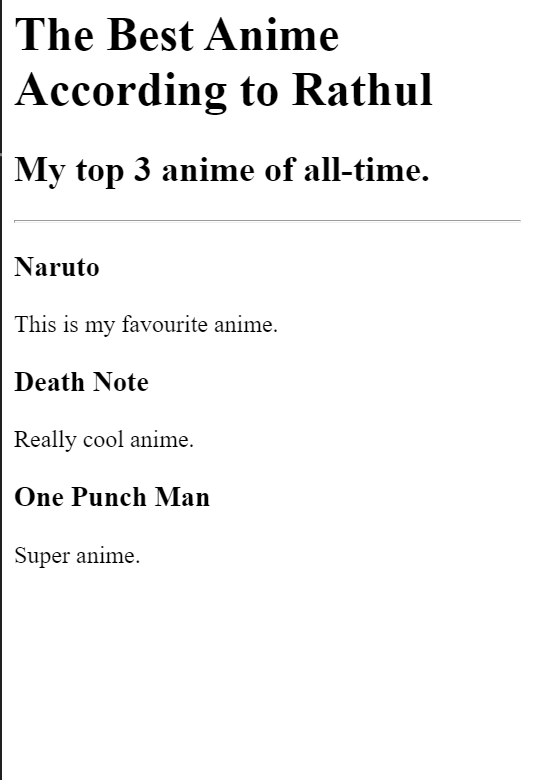 The Best Anime
According to Rathul
My top 3 anime of all-time.
Naruto
This is my favourite anime.
Death Note
Really cool anime.
One Punch Man
Super anime.